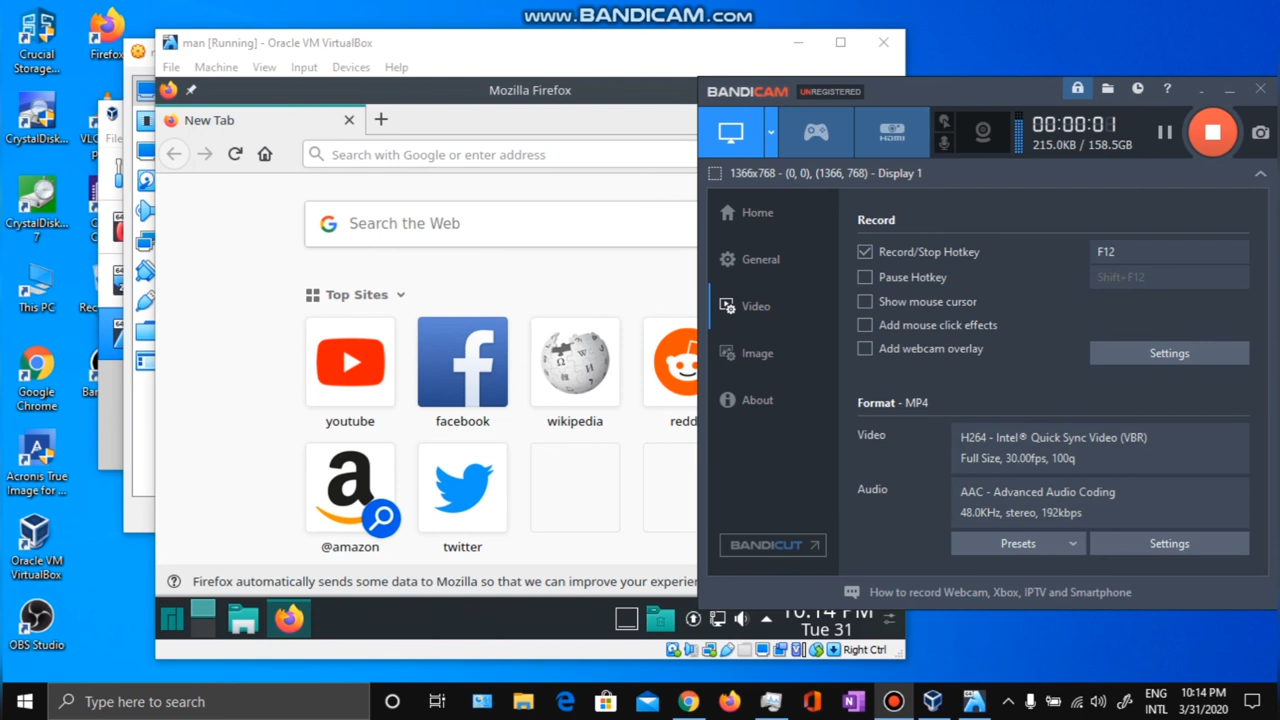 www.BANDICAM.com
Crucial
Storage...
Firefox
CrystalDisk...
VLC
CrystalDisk...
7
This PC
Rec
Google
Chrome
Ban
Acronis True
Image for ...
Oracle VM
VirtualBox
OBS Studio
File
man [Running] - Oracle VM VirtualBox
File Machine View Input Devices Help
Mozilla Firefox
New Tab
Search with Google or enter address
Search the Web
Top Sites
youtube
facebook
wikipedia
redd
@amazon
twitter
Firefox automatically sends some data to Mozilla so that we can improve your experie
10:14 PM
Tue 31
Right Ctrl
BANDICAM UNREGISTERED
HDMI
00:00:01
215.0KB / 158.5GB
1366x768 - (0, 0), (1366, 768) - Display 1
Home
General
Video
Image
About
BANDICUT
Record
Record/Stop Hotkey F12
Pause Hotkey Shift+F12
Show mouse cursor
Add mouse click effects
Add webcam overlay
Settings
Format - MP4
Video
H264 - Intel® Quick Sync Video (VBR)
Full Size, 30.00fps, 100q
Audio
AAC - Advanced Audio Coding
48.0KHz, stereo, 192kbps
Presets Settings
How to record Webcam, Xbox, IPTV and Smartphone
Type here to search
ENG
INTL
10:14 PM
3/31/2020